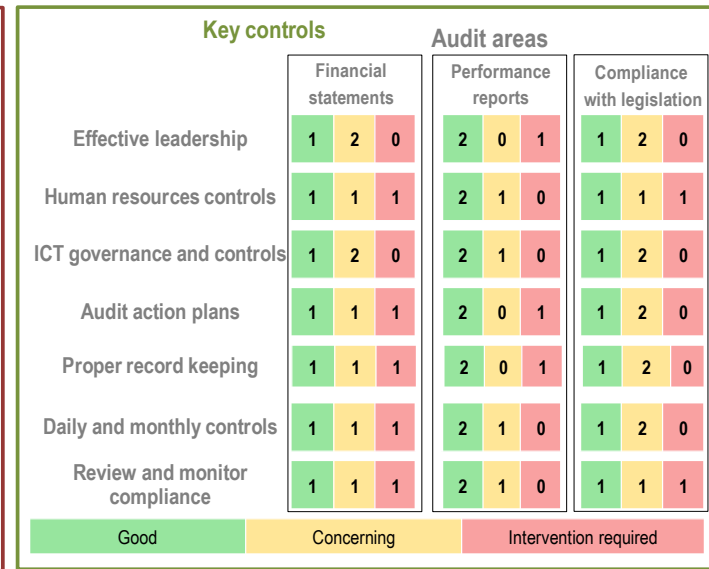 Key controls
Audit areas
Financial statements
Performance reports
Compliance with legislation
Effective leadership 1 2 0 2 0 1 1 2 0
Human resources controls 1 1 1 2 1 0 1 1 1
ICT governance and controls 1 2 0 2 1 0 1 2 0
Audit action plans 1 1 1 2 0 1 1 2 0
Proper record keeping 1 1 1 2 0 1 1 2 0
Daily and monthly controls 1 1 1 2 1 0 1 2 0
Review and monitor
compliance 1 1 1 2 1 0 1 1 1
Good Concerning Intervention required